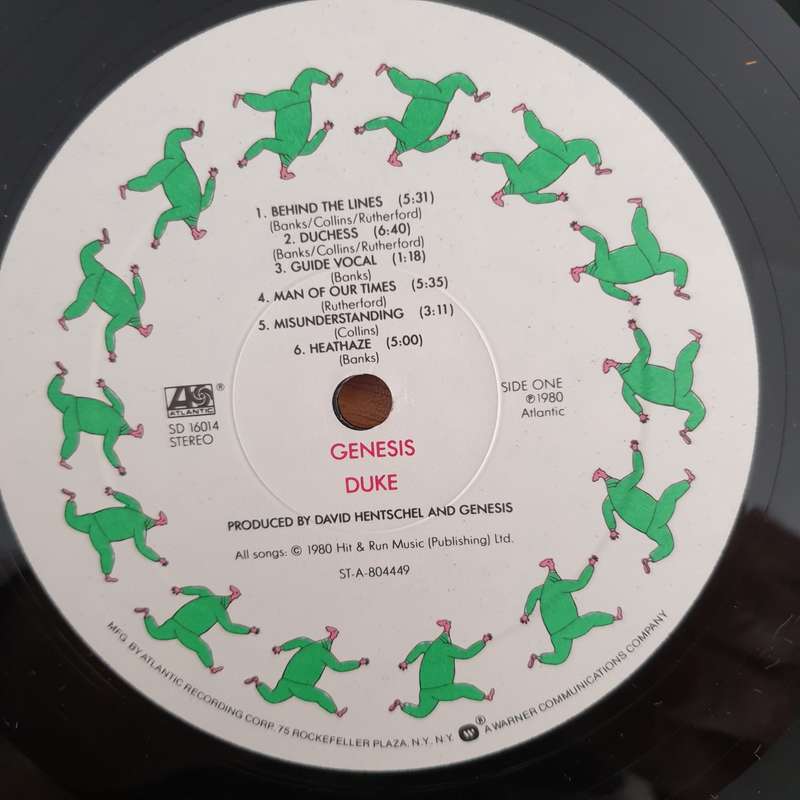 1. BEHIND THE LINES (5:31)
(Banks/Collins/Rutherford)
2. DUCHESS (6:40)
(Banks/Collins/Rutherford)
3. GUIDE VOCAL (1:18)
(Banks)
4. MAN OF OUR TIMES (5:35)
(Rutherford)
5. MISUNDERSTANDING (3:11)
(Collins)
6. HEATHAZE (5:00)
(Banks)
ATLANTIC ®
SD 16014
STEREO
SIDE ONE
℗1980
Atlantic
GENESIS
DUKE
PRODUCED BY DAVID HENTSCHEL AND GENESIS
All songs: © 1980 Hit & Run Music (Publishing) Ltd.
ST-A-804449
MFG. BY ATLANTIC RECORDING CORP. 75 ROCKEFELLER PLAZA, N.Y. N.Y. ® A WARNER COMMUNICATIONS COMPANY